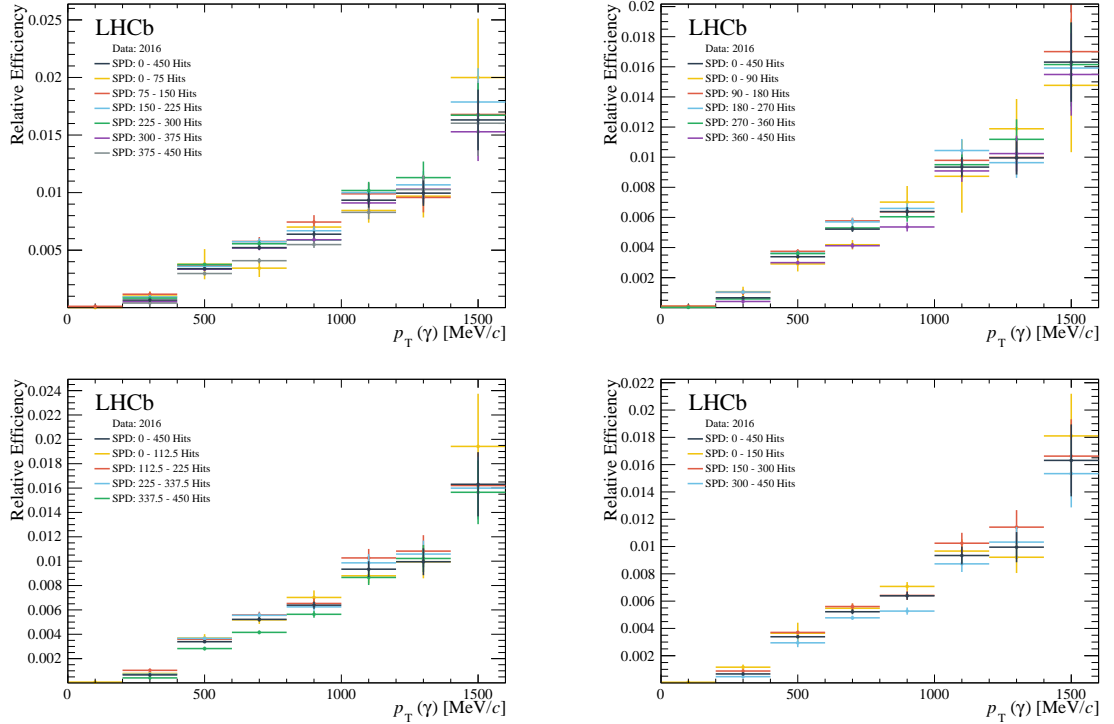 LHCb
Data: 2016
SPD: 0 - 450 Hits
SPD: 0 - 75 Hits
SPD: 75 - 150 Hits
SPD: 150 - 225 Hits
SPD: 225 - 300 Hits
SPD: 300 - 375 Hits
SPD: 375 - 450 Hits
Relative Efficiency
0.025
0.02
0.015
0.01
0.005
0 500 1000 1500
p_T (γ) [MeV/c]
LHCb
Data: 2016
SPD: 0 - 450 Hits
SPD: 0 - 90 Hits
SPD: 90 - 180 Hits
SPD: 180 - 270 Hits
SPD: 270 - 360 Hits
SPD: 360 - 450 Hits
Relative Efficiency
0.02
0.018
0.016
0.014
0.012
0.01
0.008
0.006
0.004
0.002
0 500 1000 1500
p_T (γ) [MeV/c]
LHCb
Data: 2016
SPD: 0 - 450 Hits
SPD: 0 - 112.5 Hits
SPD: 112.5 - 225 Hits
SPD: 225 - 337.5 Hits
SPD: 337.5 - 450 Hits
Relative Efficiency
0.024
0.022
0.02
0.018
0.016
0.014
0.012
0.01
0.008
0.006
0.004
0.002
0 500 1000 1500
p_T (γ) [MeV/c]
LHCb
Data: 2016
SPD: 0 - 450 Hits
SPD: 0 - 150 Hits
SPD: 150 - 300 Hits
SPD: 300 - 450 Hits
Relative Efficiency
0.022
0.02
0.018
0.016
0.014
0.012
0.01
0.008
0.006
0.004
0.002
0 500 1000 1500
p_T (γ) [MeV/c]